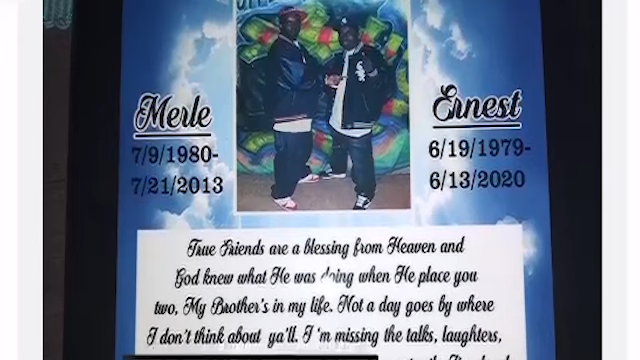 Merle
7/9/1980-
7/21/2013
Ernest
6/19/1979-
6/13/2020
True Friends are a blessing from Heaven and
God knew what He was doing when He place you
two, My Brother's in my life. Not a day goes by where
I don't think about ya'll. I'm missing the talks, laughters,